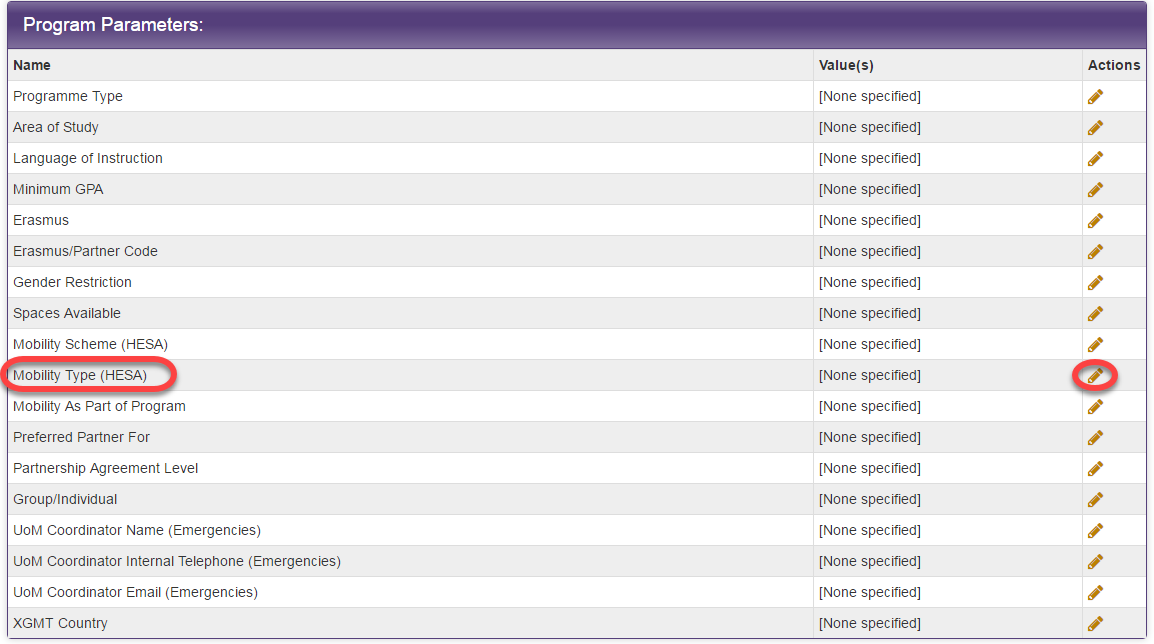 Program Parameters:
Name Value(s) Actions
Programme Type [None specified]
Area of Study [None specified]
Language of Instruction [None specified]
Minimum GPA [None specified]
Erasmus [None specified]
Erasmus/Partner Code [None specified]
Gender Restriction [None specified]
Spaces Available [None specified]
Mobility Scheme (HESA) [None specified]
Mobility Type (HESA) [None specified]
Mobility As Part of Program [None specified]
Preferred Partner For [None specified]
Partnership Agreement Level [None specified]
Group/Individual [None specified]
UoM Coordinator Name (Emergencies) [None specified]
UoM Coordinator Internal Telephone (Emergencies) [None specified]
UoM Coordinator Email (Emergencies) [None specified]
XGMT Country [None specified]